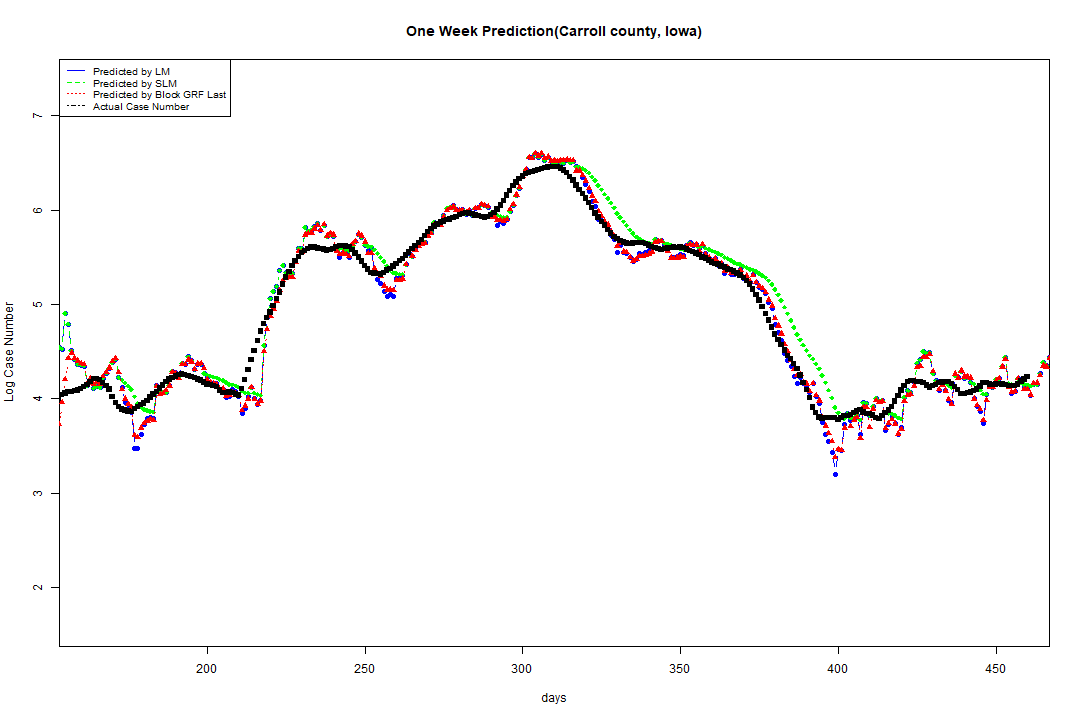 One Week Prediction(Carroll county, Iowa)
Predicted by LM
Predicted by SLM
Predicted by Block GRF Last
Actual Case Number
Log Case Number
7
6
5
4
3
2
200 250 300 350 400 450
days